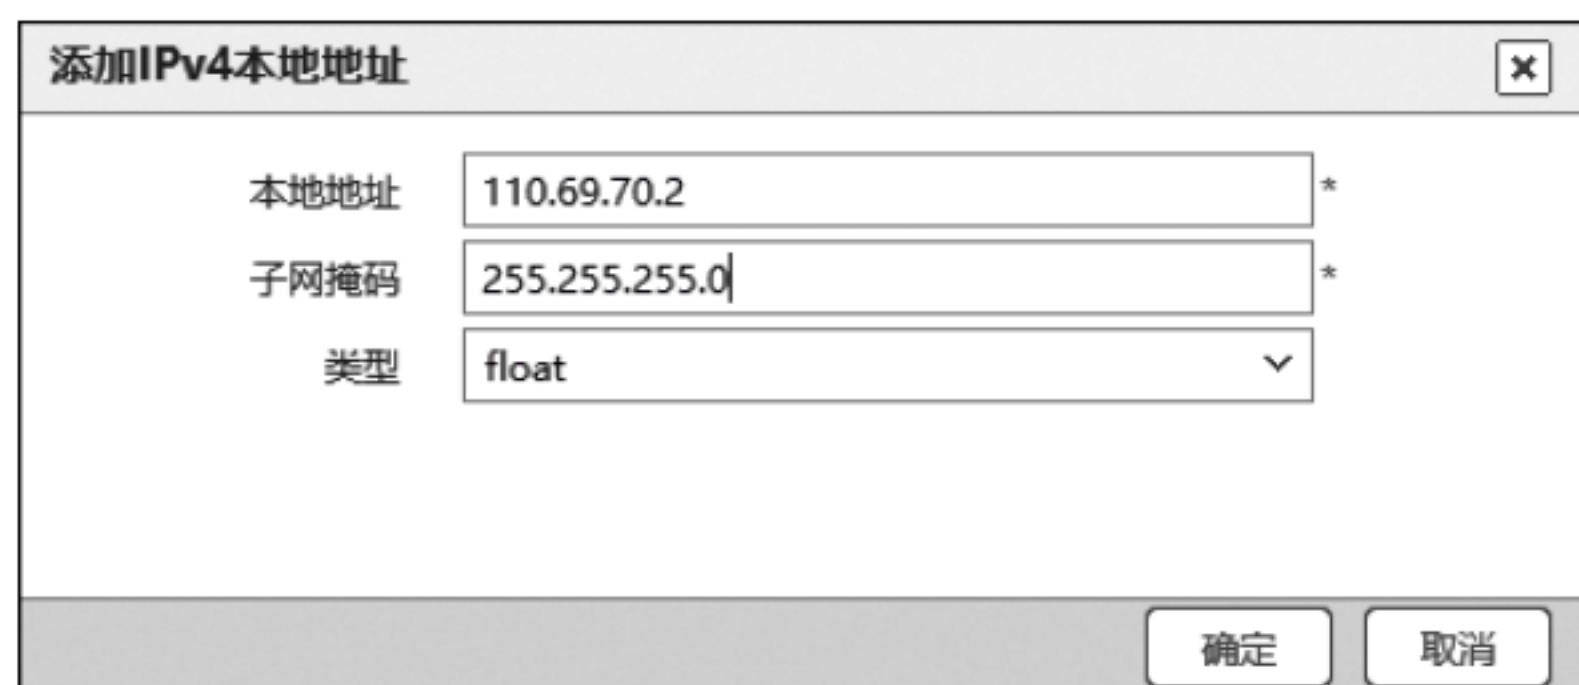 添加IPv4本地地址
本地地址 110.69.70.2 *
子网掩码 255.255.255.0 *
类型 float
确定 取消